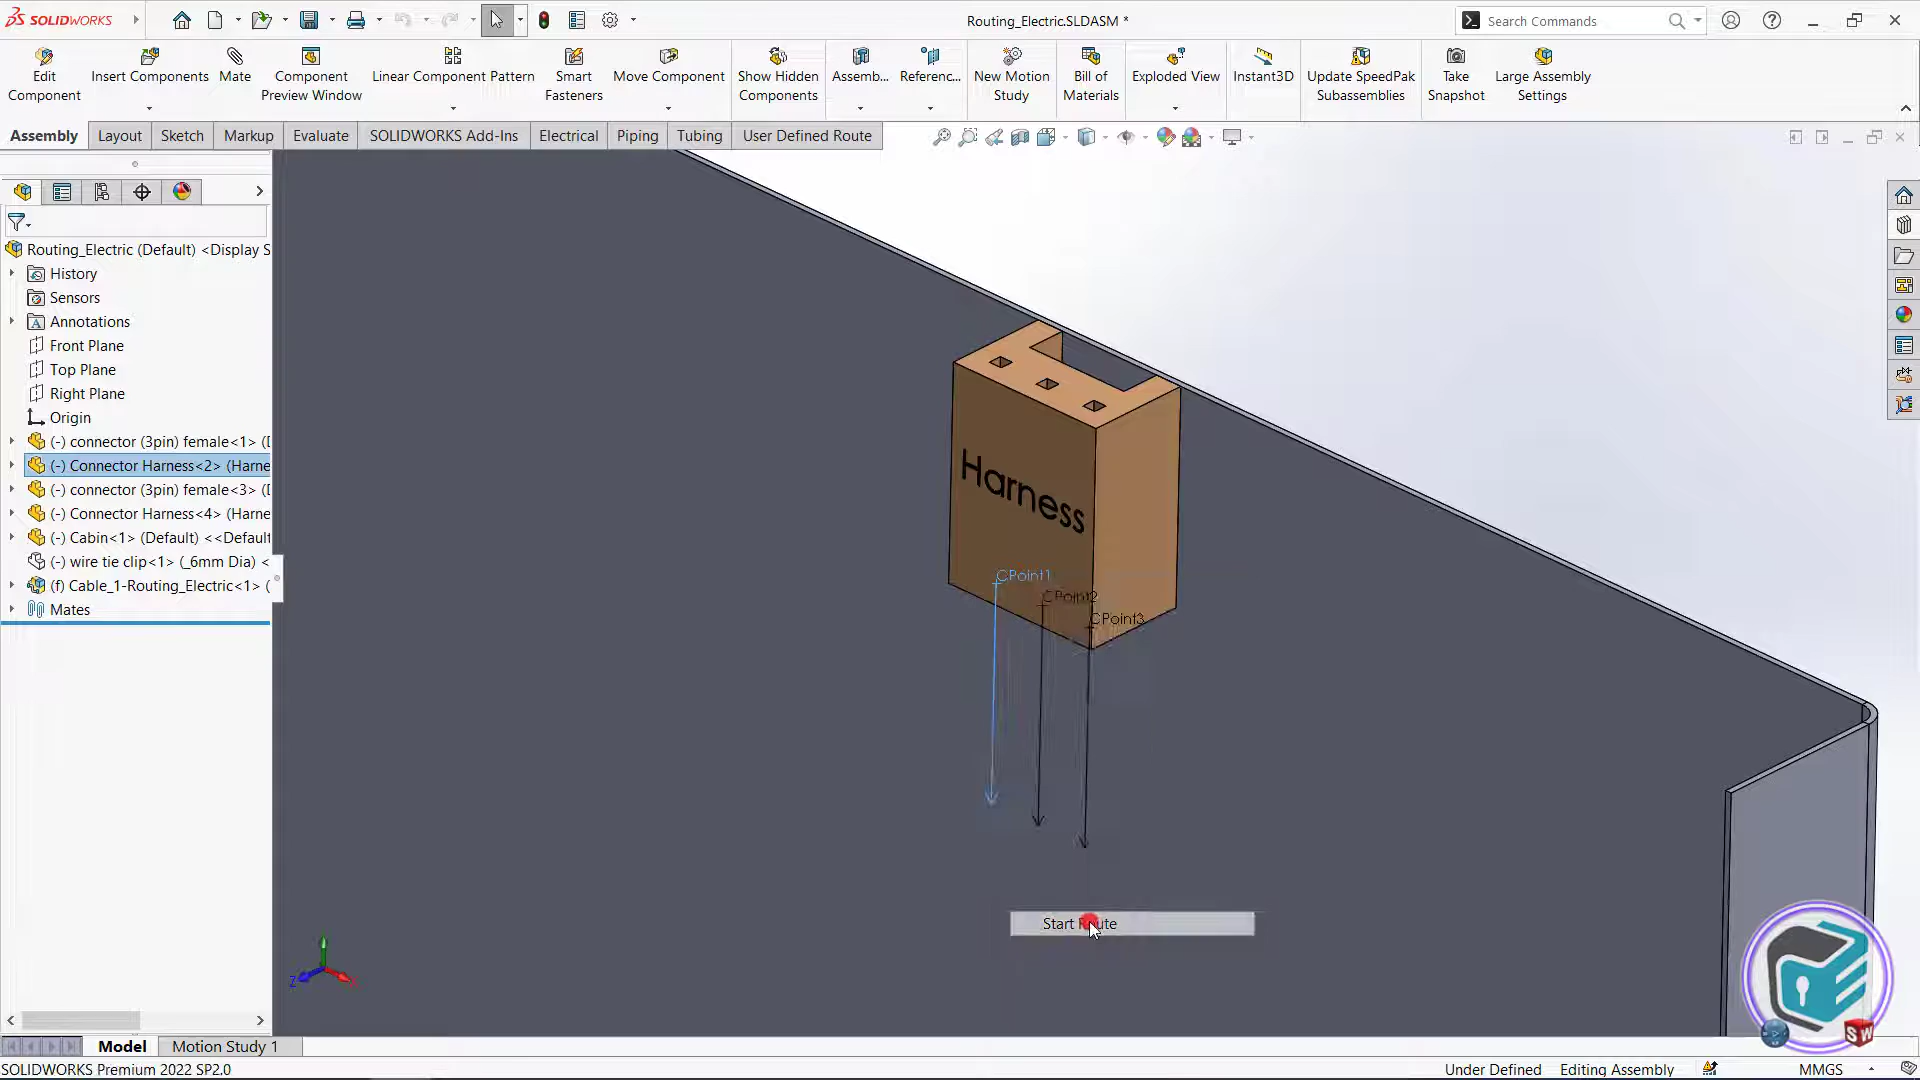 SOLIDWORKS
Routing_Electric.SLDASM *
Search Commands
Edit
Component
Insert Components
Mate
Component
Preview Window
Linear Component Pattern
Smart
Fasteners
Move Component
Show Hidden
Components
Assemb...
Referenc...
New Motion
Study
Bill of
Materials
Exploded View
Instant3D
Update SpeedPak
Subassemblies
Take
Snapshot
Large Assembly
Settings
Assembly
Layout
Sketch
Markup
Evaluate
SOLIDWORKS Add-Ins
Electrical
Piping
Tubing
User Defined Route
Routing_Electric (Default) <Display S
History
Sensors
Annotations
Front Plane
Top Plane
Right Plane
Origin
(-) connector (3pin) female<1> (D
(-) Connector Harness<2> (Harne
(-) connector (3pin) female<3> (D
(-) Connector Harness<4> (Harne
(-) Cabin<1> (Default) <<Default
(-) wire tie clip<1> (_6mm Dia) <
(f) Cable_1-Routing_Electric<1> (
Mates
Harness
CPoint1
CPoint2
CPoint3
Start Route
Z
SW
Model
Motion Study 1
SOLIDWORKS Premium 2022 SP2.0
Under Defined
Editing Assembly
MMGS